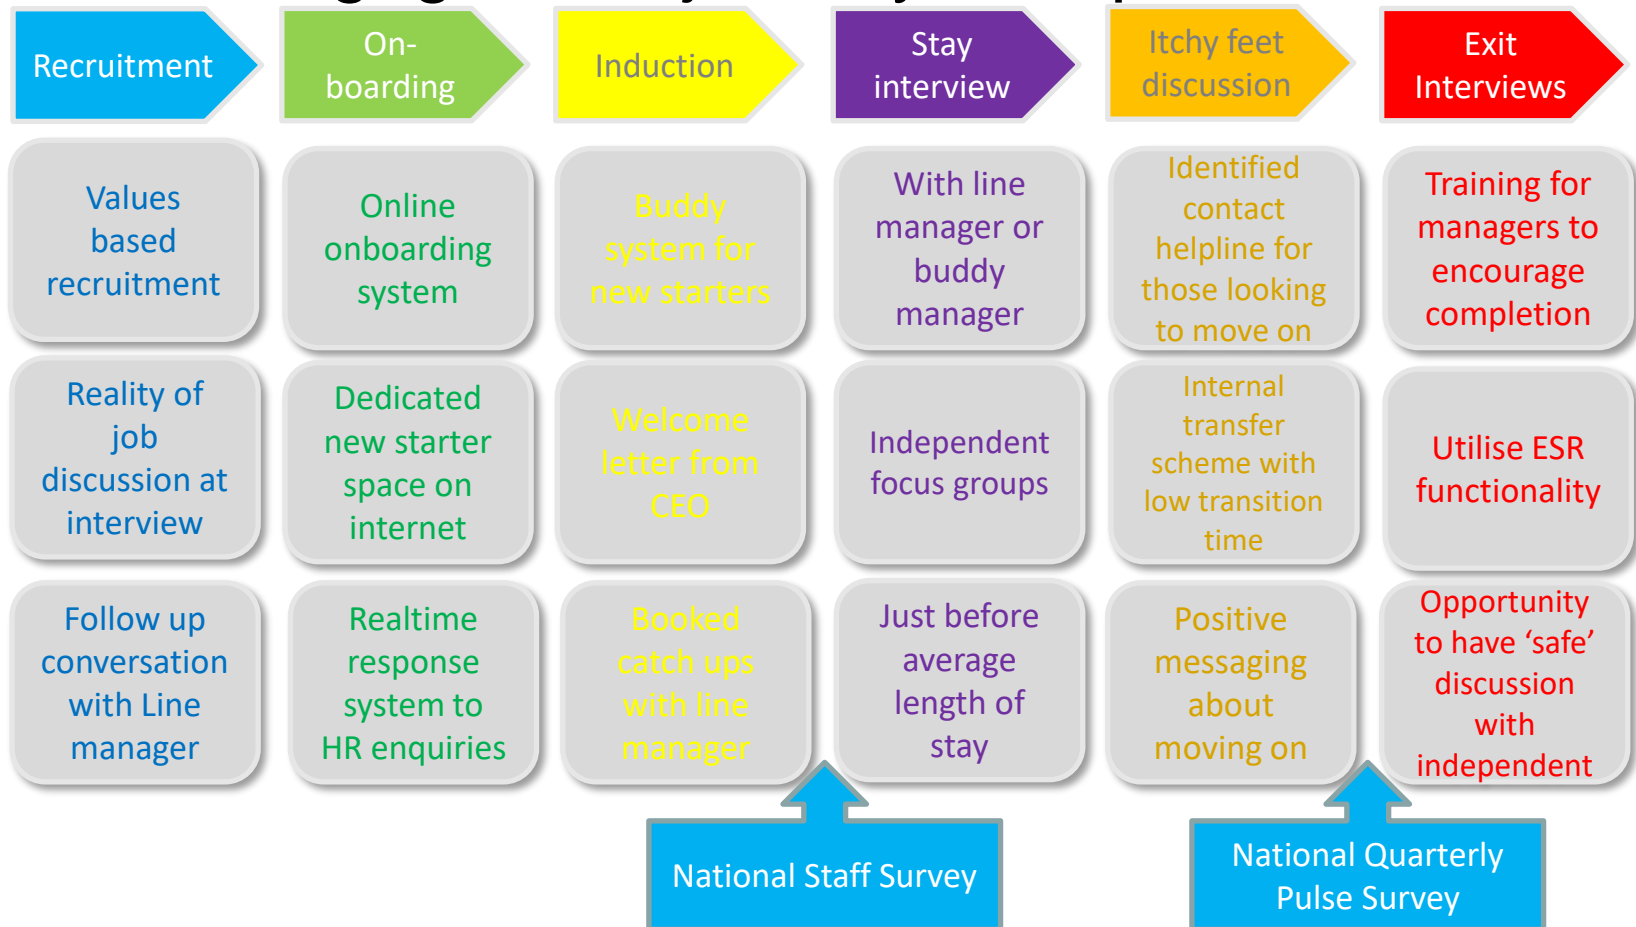 Recruitment
On-
boarding
Induction
Stay
interview
Itchy feet
discussion
Exit
Interviews
Values
based
recruitment
Online
onboarding
system
Buddy
system for
new starters
With line
manager or
buddy
manager
Identified
contact
helpline for
those looking
to move on
Training for
managers to
encourage
completion
Reality of
job
discussion at
interview
Dedicated
new starter
space on
internet
Welcome
letter from
CEO
Independent
focus groups
Internal
transfer
scheme with
low transition
time
Utilise ESR
functionality
Follow up
conversation
with Line
manager
Realtime
response
system to
HR enquiries
Booked
catch ups
with line
manager
Just before
average
length of
stay
Positive
messaging
about
moving on
Opportunity
to have ‘safe’
discussion
with
independent
National Staff Survey
National Quarterly
Pulse Survey